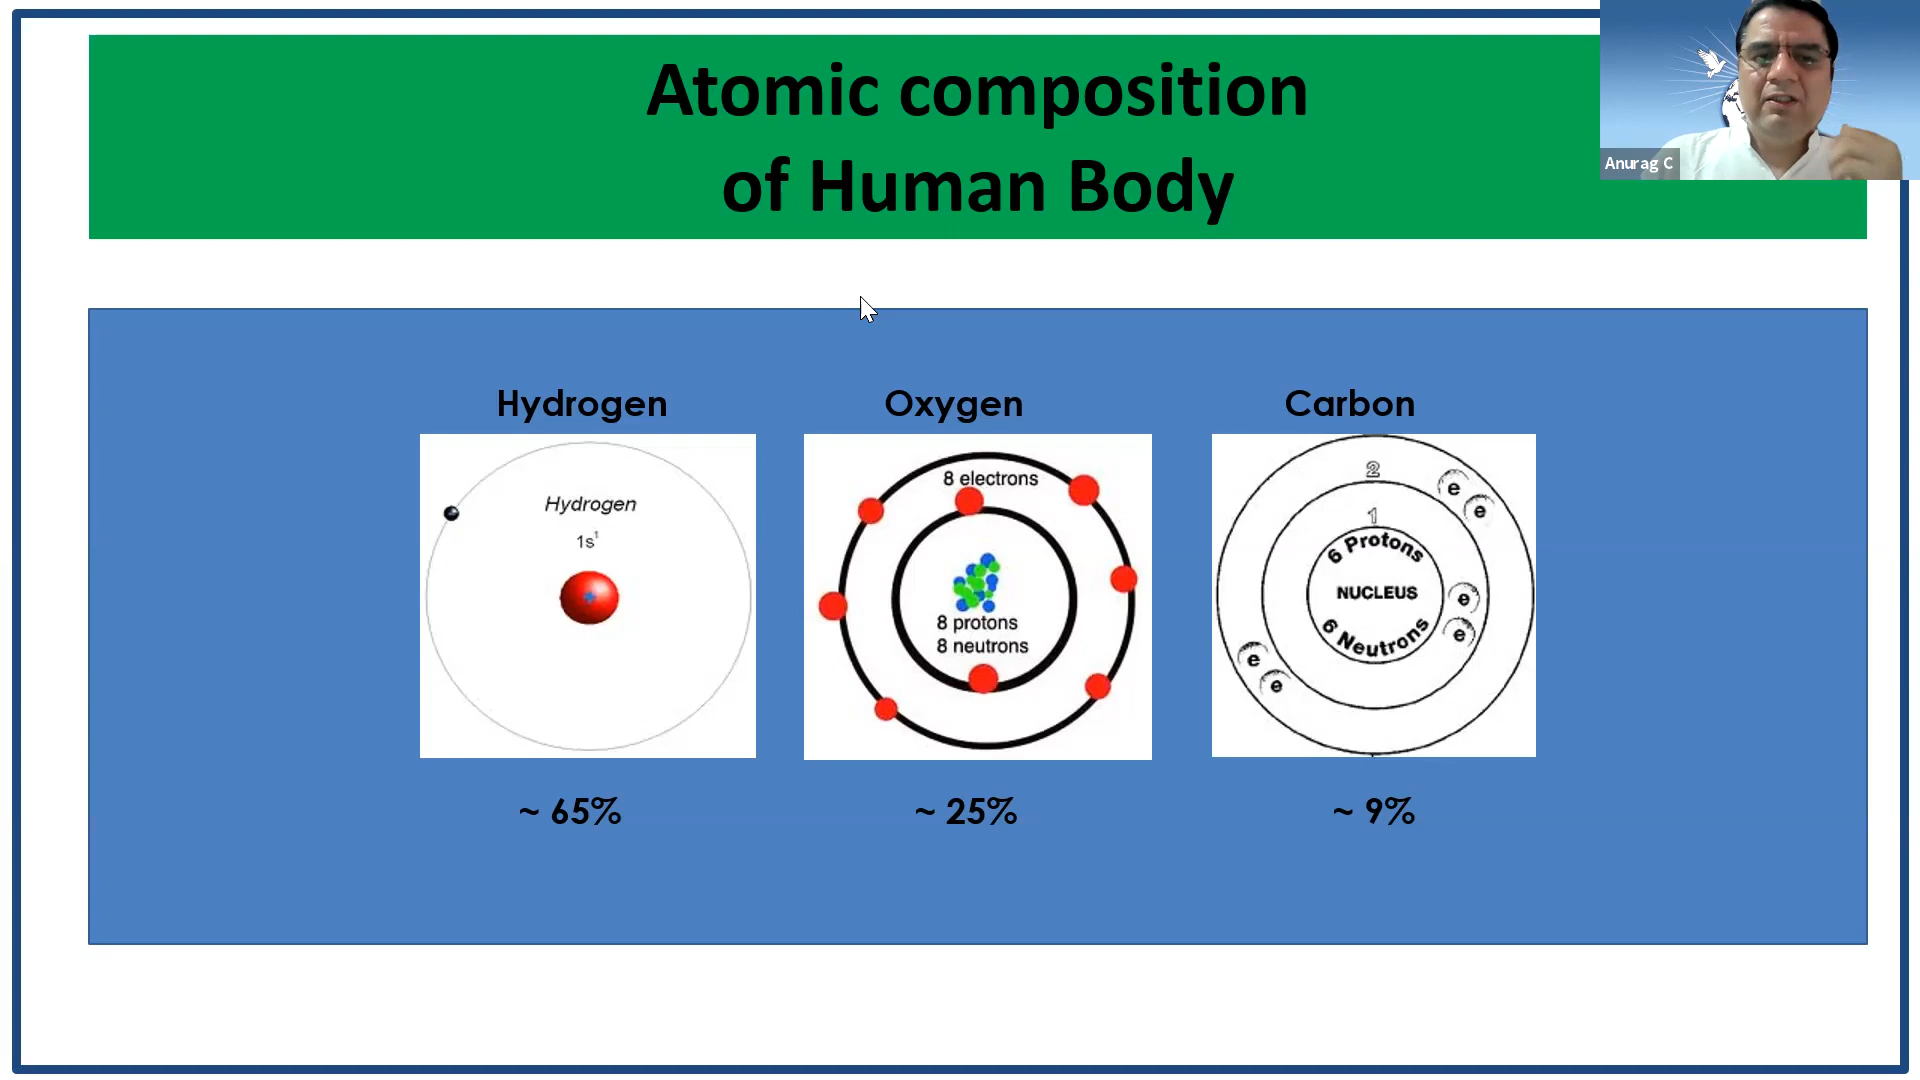 Atomic composition
of Human Body
Anurag C
Hydrogen
Oxygen
Carbon
Hydrogen
1s1
8 electrons
8 protons
8 neutrons
2
1
6 Protons
NUCLEUS
6 Neutrons
e
e
e
e
e
e
~ 65%
~ 25%
~ 9%